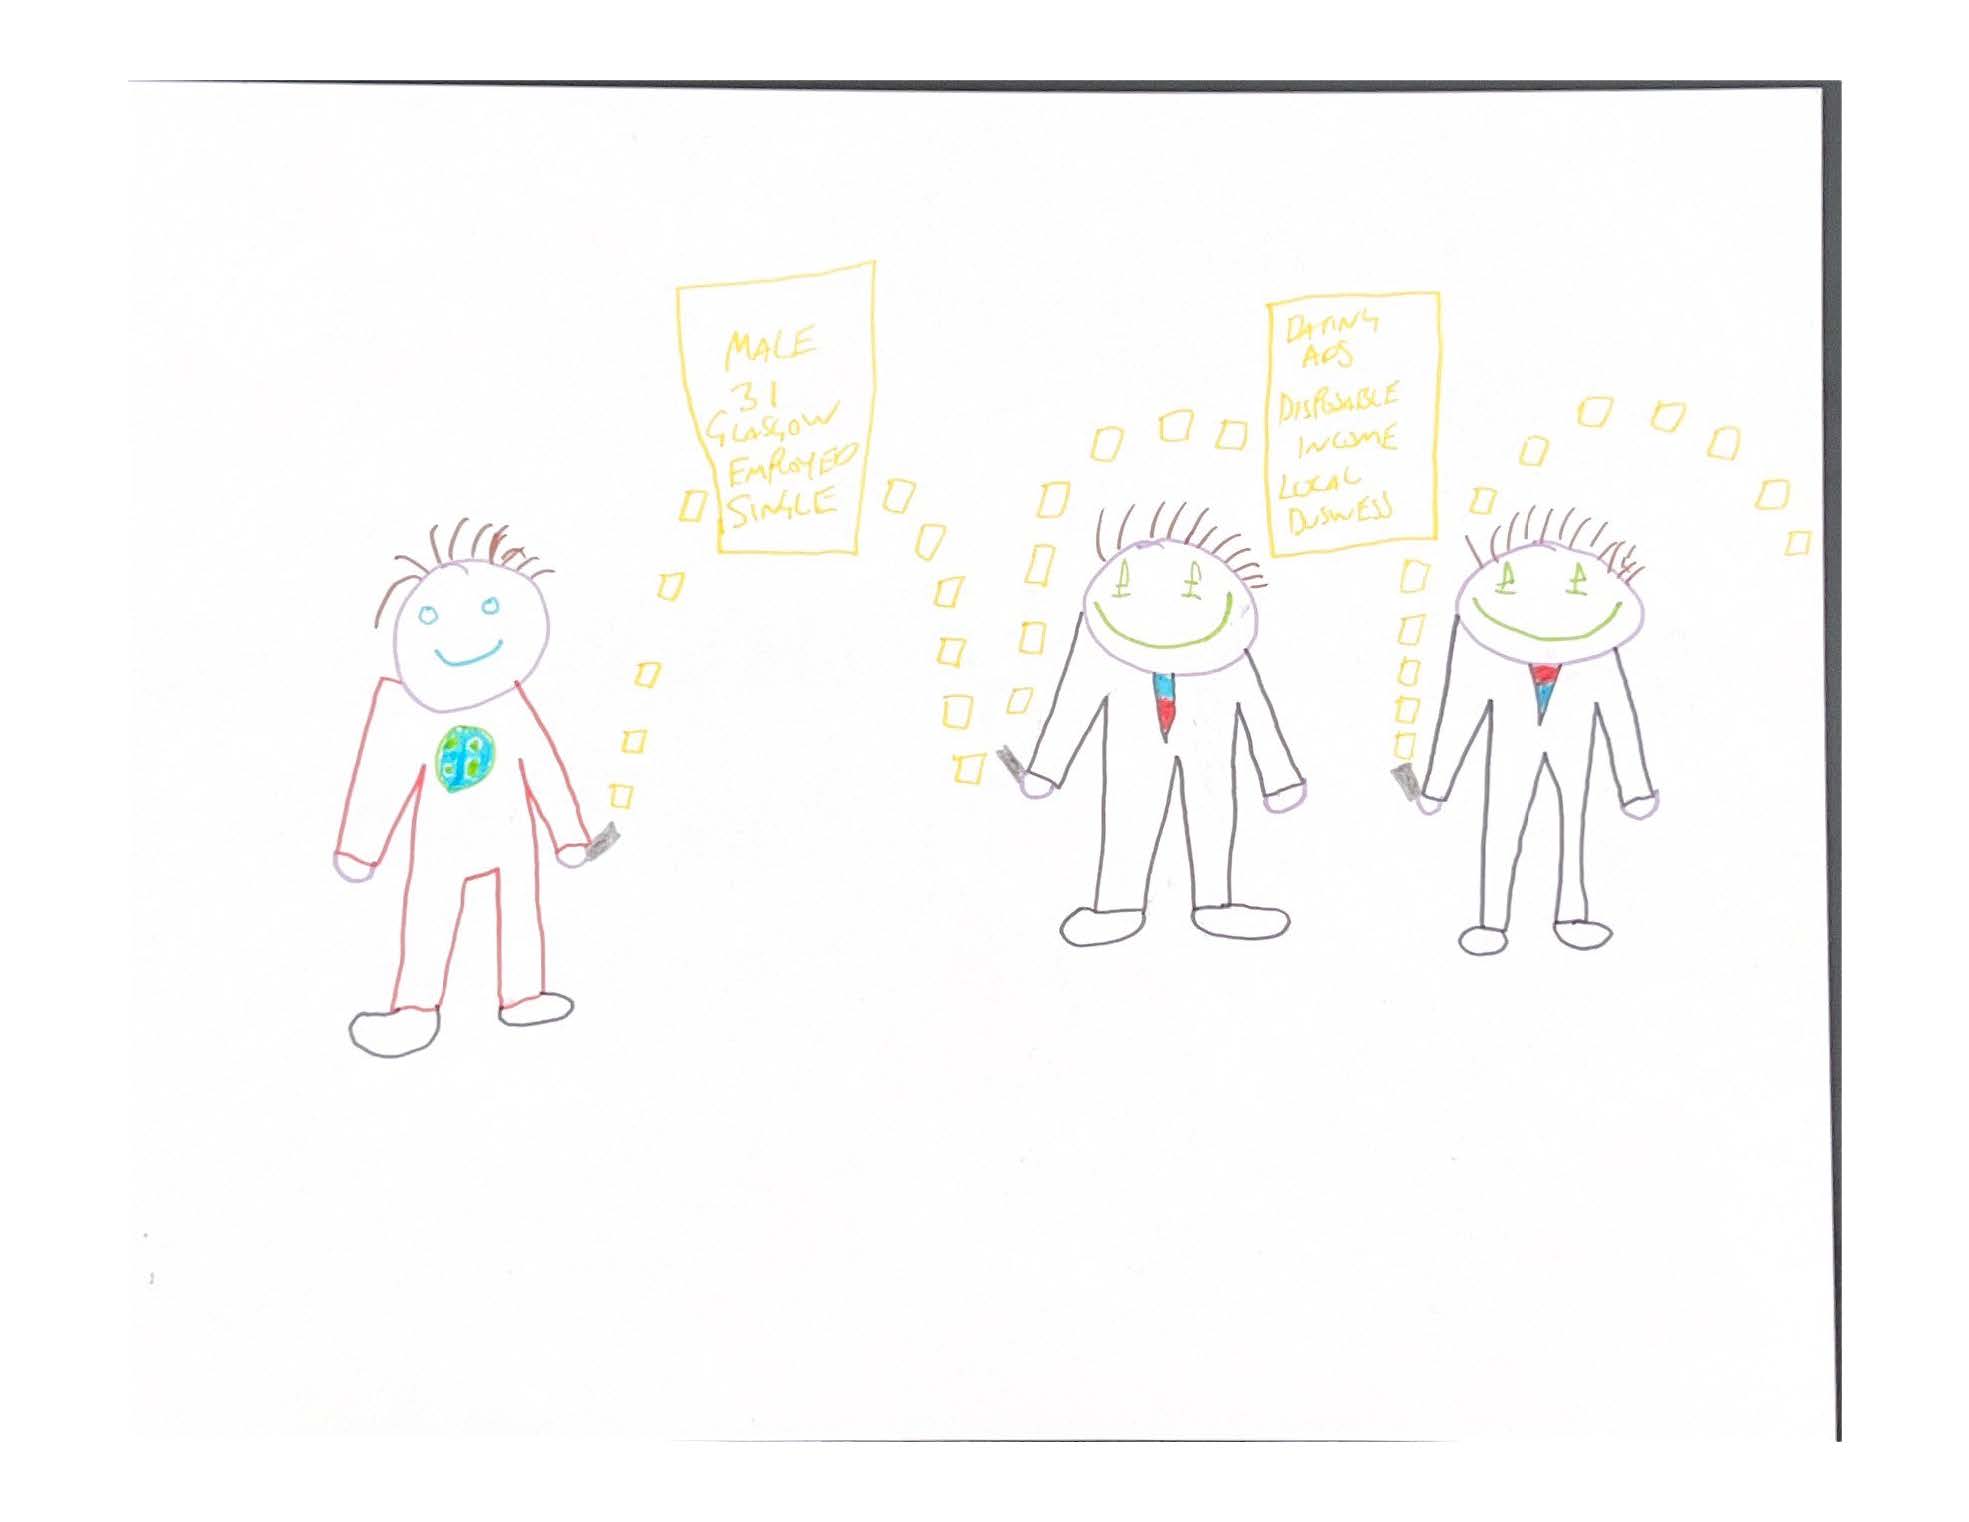 MALE
31
GLASGOW
EMPLOYED
SINGLE
DATING
ADS
DISPOSABLE
INCOME
LOCAL
BUSINESS
£ £
£ £